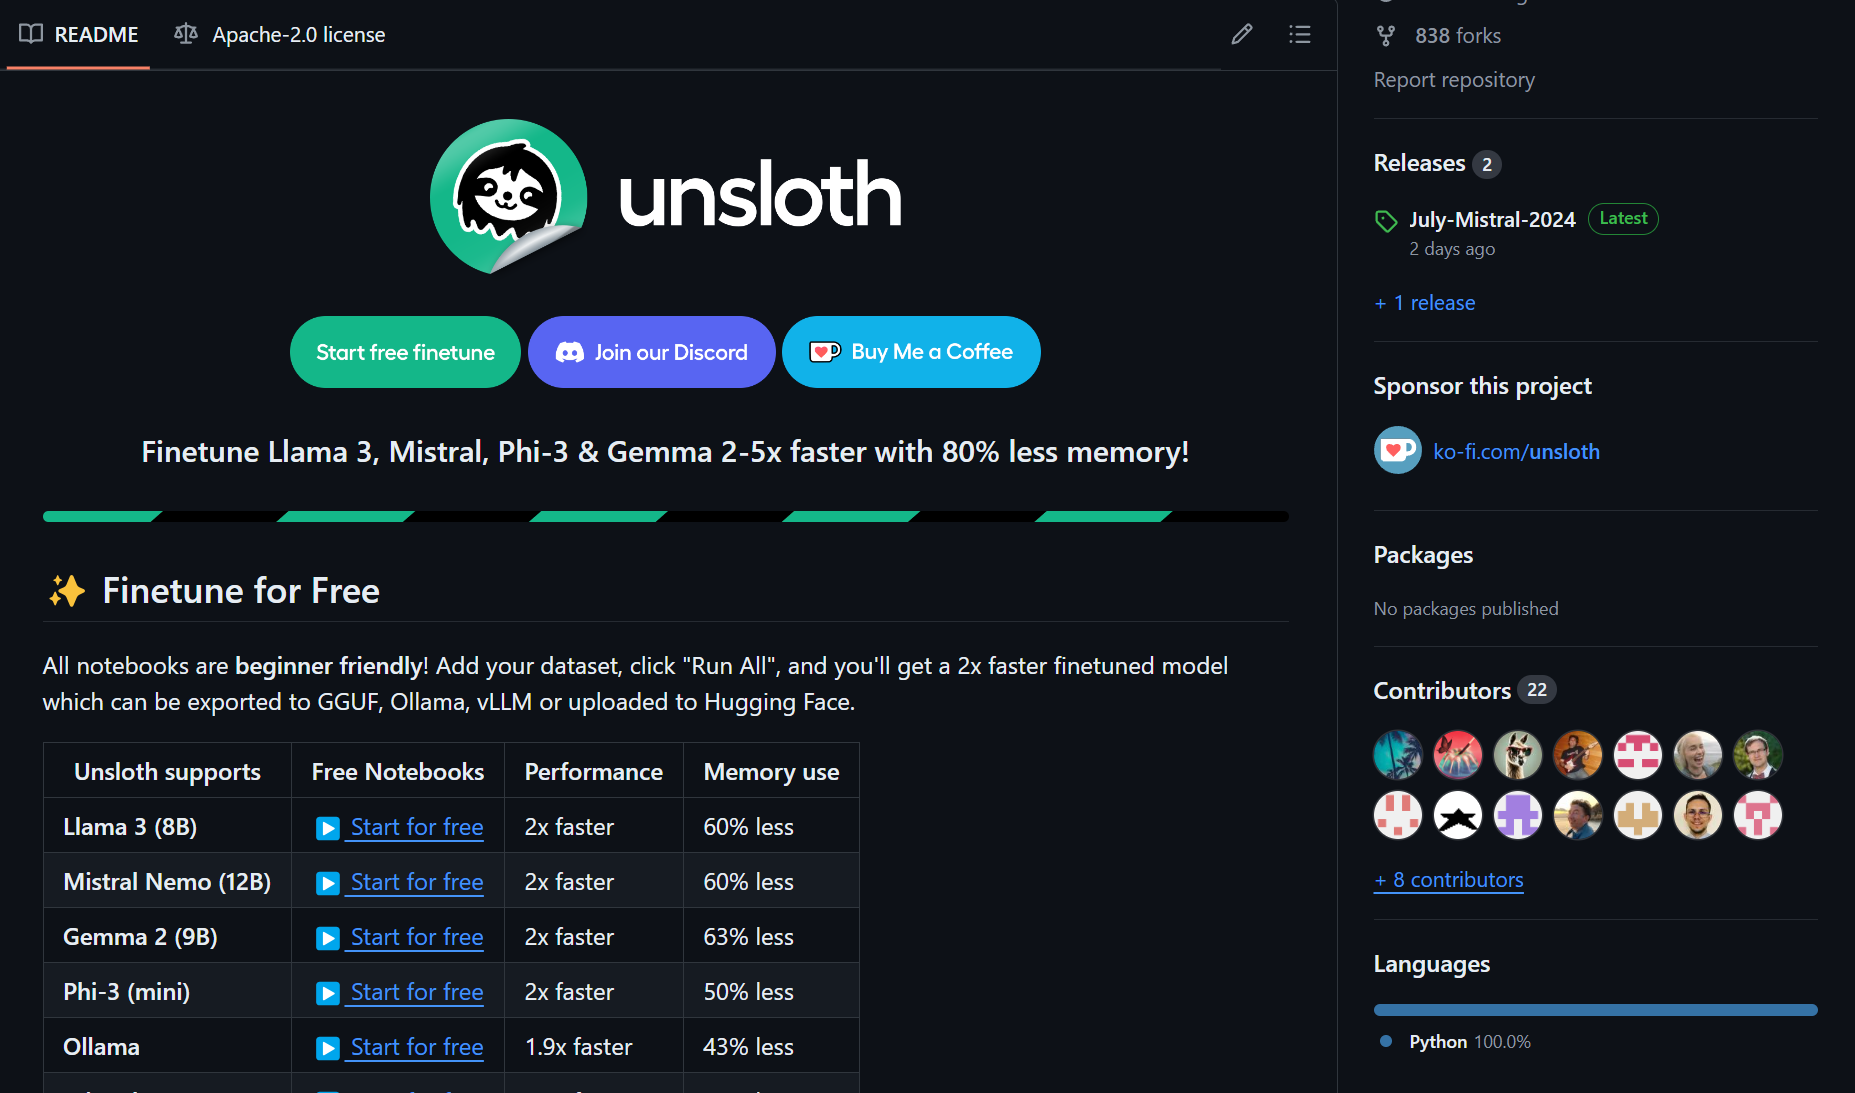 README
Apache-2.0 license
unsloth
Start free finetune
Join our Discord
Buy Me a Coffee
Finetune Llama 3, Mistral, Phi-3 & Gemma 2-5x faster with 80% less memory!
✨ Finetune for Free
All notebooks are beginner friendly! Add your dataset, click "Run All", and you'll get a 2x faster finetuned model
which can be exported to GGUF, Ollama, vLLM or uploaded to Hugging Face.
Unsloth supports Free Notebooks Performance Memory use
Llama 3 (8B) ▶️ Start for free 2x faster 60% less
Mistral Nemo (12B) ▶️ Start for free 2x faster 60% less
Gemma 2 (9B) ▶️ Start for free 2x faster 63% less
Phi-3 (mini) ▶️ Start for free 2x faster 50% less
Ollama ▶️ Start for free 1.9x faster 43% less
838 forks
Report repository
Releases 2
July-Mistral-2024 Latest
2 days ago
+ 1 release
Sponsor this project
ko-fi.com/unsloth
Packages
No packages published
Contributors 22
+ 8 contributors
Languages
Python 100.0%